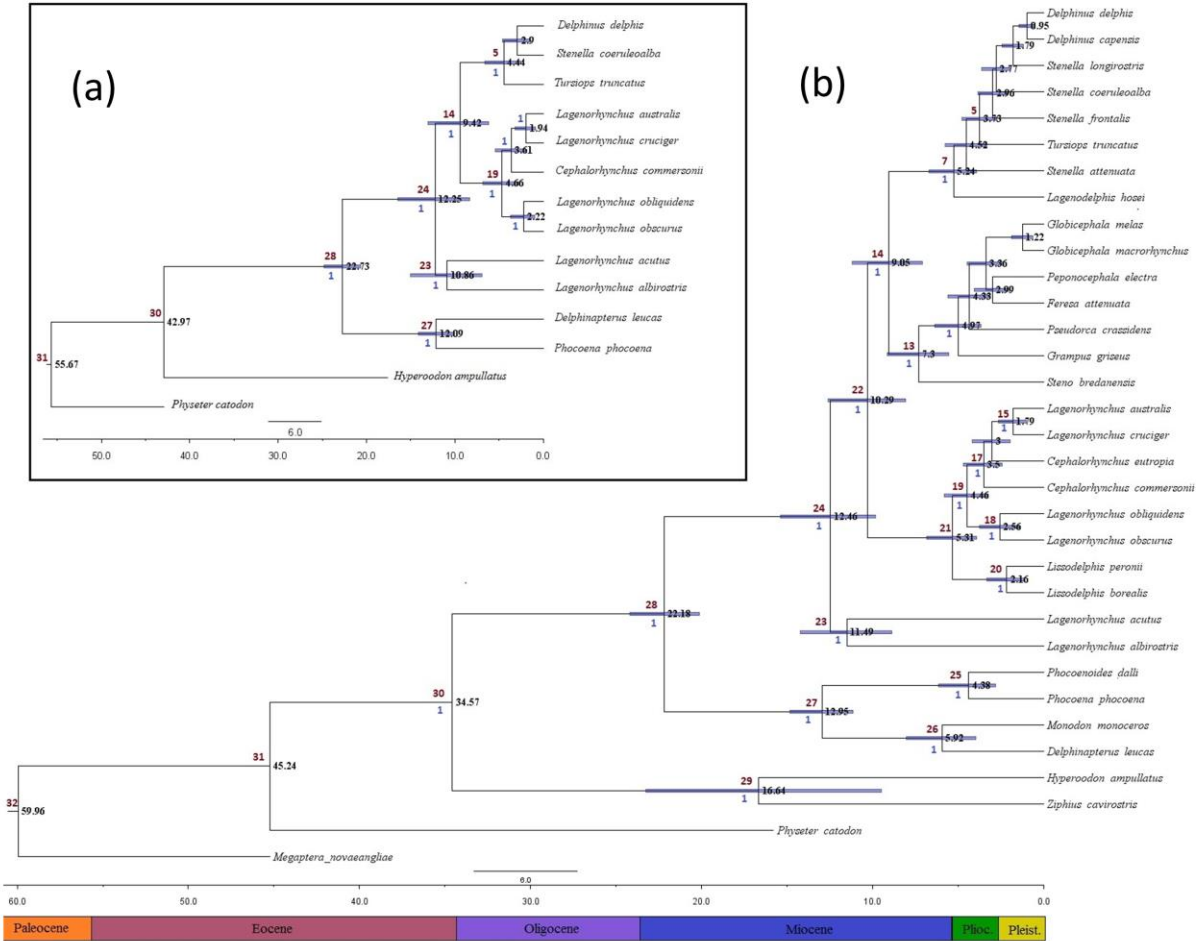 (a)
Delphinus delphis
2.9
5
Stenella coeruleoalba
4.44
1
Tursiops truncatus
14
9.42
1
1
Lagenorhynchus australis
1.94
1
Lagenorhynchus cruger
3.61
Cephalorhynchus commersonii
19
4.66
1
Lagenorhynchus obliquidens
2.22
1
Lagenorhynchus obscurus
24
12.25
1
Lagenorhynchus acutus
23
10.86
1
Lagenorhynchus albirostris
28
22.73
1
Delphinapterus leucas
27
12.09
1
Phocoena phocoena
30
42.97
Hyperoodon ampullatus
31
55.67
Physeter catodon
6.0
50.0 40.0 30.0 20.0 10.0 0.0
(b)
Delphinus delphis
0.95
Delphinus capensis
1.79
Stenella longirostris
2.77
Stenella coeruleoalba
2.96
5
Stenella frontalis
3.73
Tursiops truncatus
4.52
7
Stenella attenuata
5.24
1
Lagenodelphis hosei
14
9.05
1
Globicephala melas
1.22
Globicephala macrorhynchus
3.36
Peponocephala electra
2.99
Feresa attenuata
4.33
Pseudorca crassidens
4.97
1
Grampus griseus
13
7.3
1
Steno bredanensis
22
10.29
1
Lagenorhynchus australis
15
1.79
1
Lagenorhynchus cruciger
3
Cephalorhynchus eutropia
17
3.5
1
Cephalorhynchus commersonii
19
4.46
1
Lagenorhynchus obliquidens
18
2.56
1
Lagenorhynchus obscurus
21
5.31
Lissodelphis peronii
20
2.16
1
Lissodelphis borealis
24
12.46
1
Lagenorhynchus acutus
23
11.49
1
Lagenorhynchus albirostris
28
22.18
1
Phocoenoides dalli
25
4.38
1
Phocoena phocoena
27
12.95
1
Monodon monoceros
26
5.92
1
Delphinapterus leucas
30
34.57
1
Hyperoodon ampullatus
29
16.64
1
Ziphius cavirostris
31
45.24
Physeter catodon
32
59.96
Megaptera_novaeangliae
6.0
60.0 50.0 40.0 30.0 20.0 10.0 0.0
Paleocene Eocene Oligocene Miocene Plioc. Pleist.